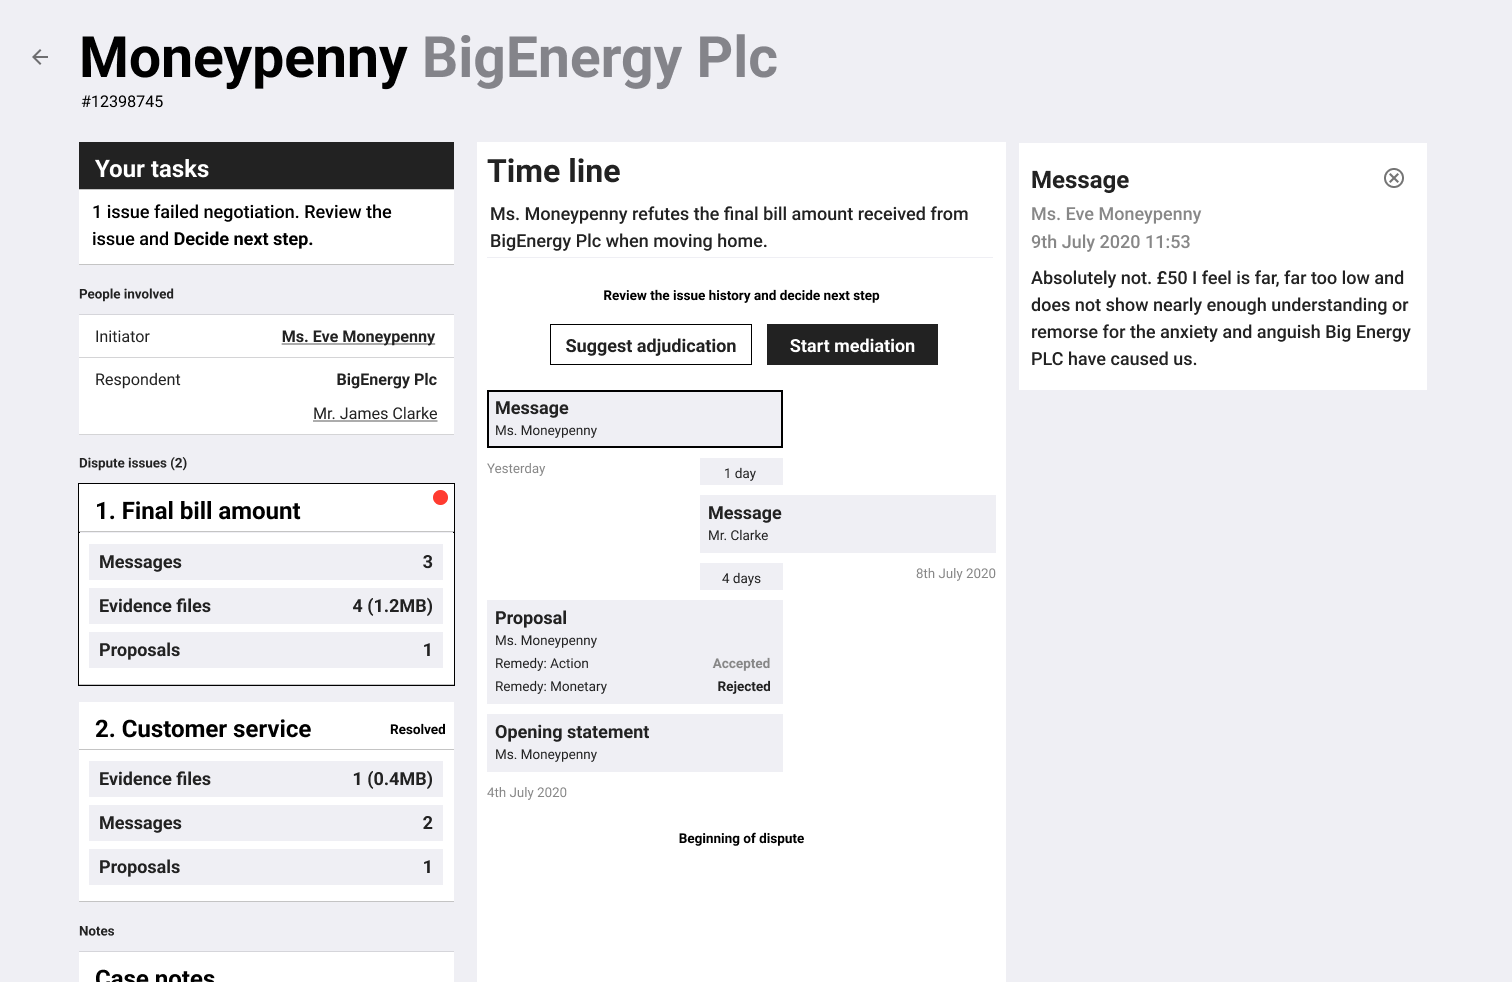 Moneypenny BigEnergy Plc
#12398745
Your tasks
1 issue failed negotiation. Review the
issue and Decide next step.
People involved
Initiator Ms. Eve Moneypenny
Respondent BigEnergy Plc
Mr. James Clarke
Dispute issues (2)
1. Final bill amount
Messages 3
Evidence files 4 (1.2MB)
Proposals 1
2. Customer service Resolved
Evidence files 1 (0.4MB)
Messages 2
Proposals 1
Notes
Case notes
Time line
Ms. Moneypenny refutes the final bill amount received from
BigEnergy Plc when moving home.
Review the issue history and decide next step
Suggest adjudication Start mediation
Message
Ms. Moneypenny
Yesterday 1 day
Message
Mr. Clarke
4 days 8th July 2020
Proposal
Ms. Moneypenny
Remedy: Action Accepted
Remedy: Monetary Rejected
Opening statement
Ms. Moneypenny
4th July 2020
Beginning of dispute
Message
Ms. Eve Moneypenny
9th July 2020 11:53
Absolutely not. £50 I feel is far, far too low and
does not show nearly enough understanding or
remorse for the anxiety and anguish Big Energy
PLC have caused us.